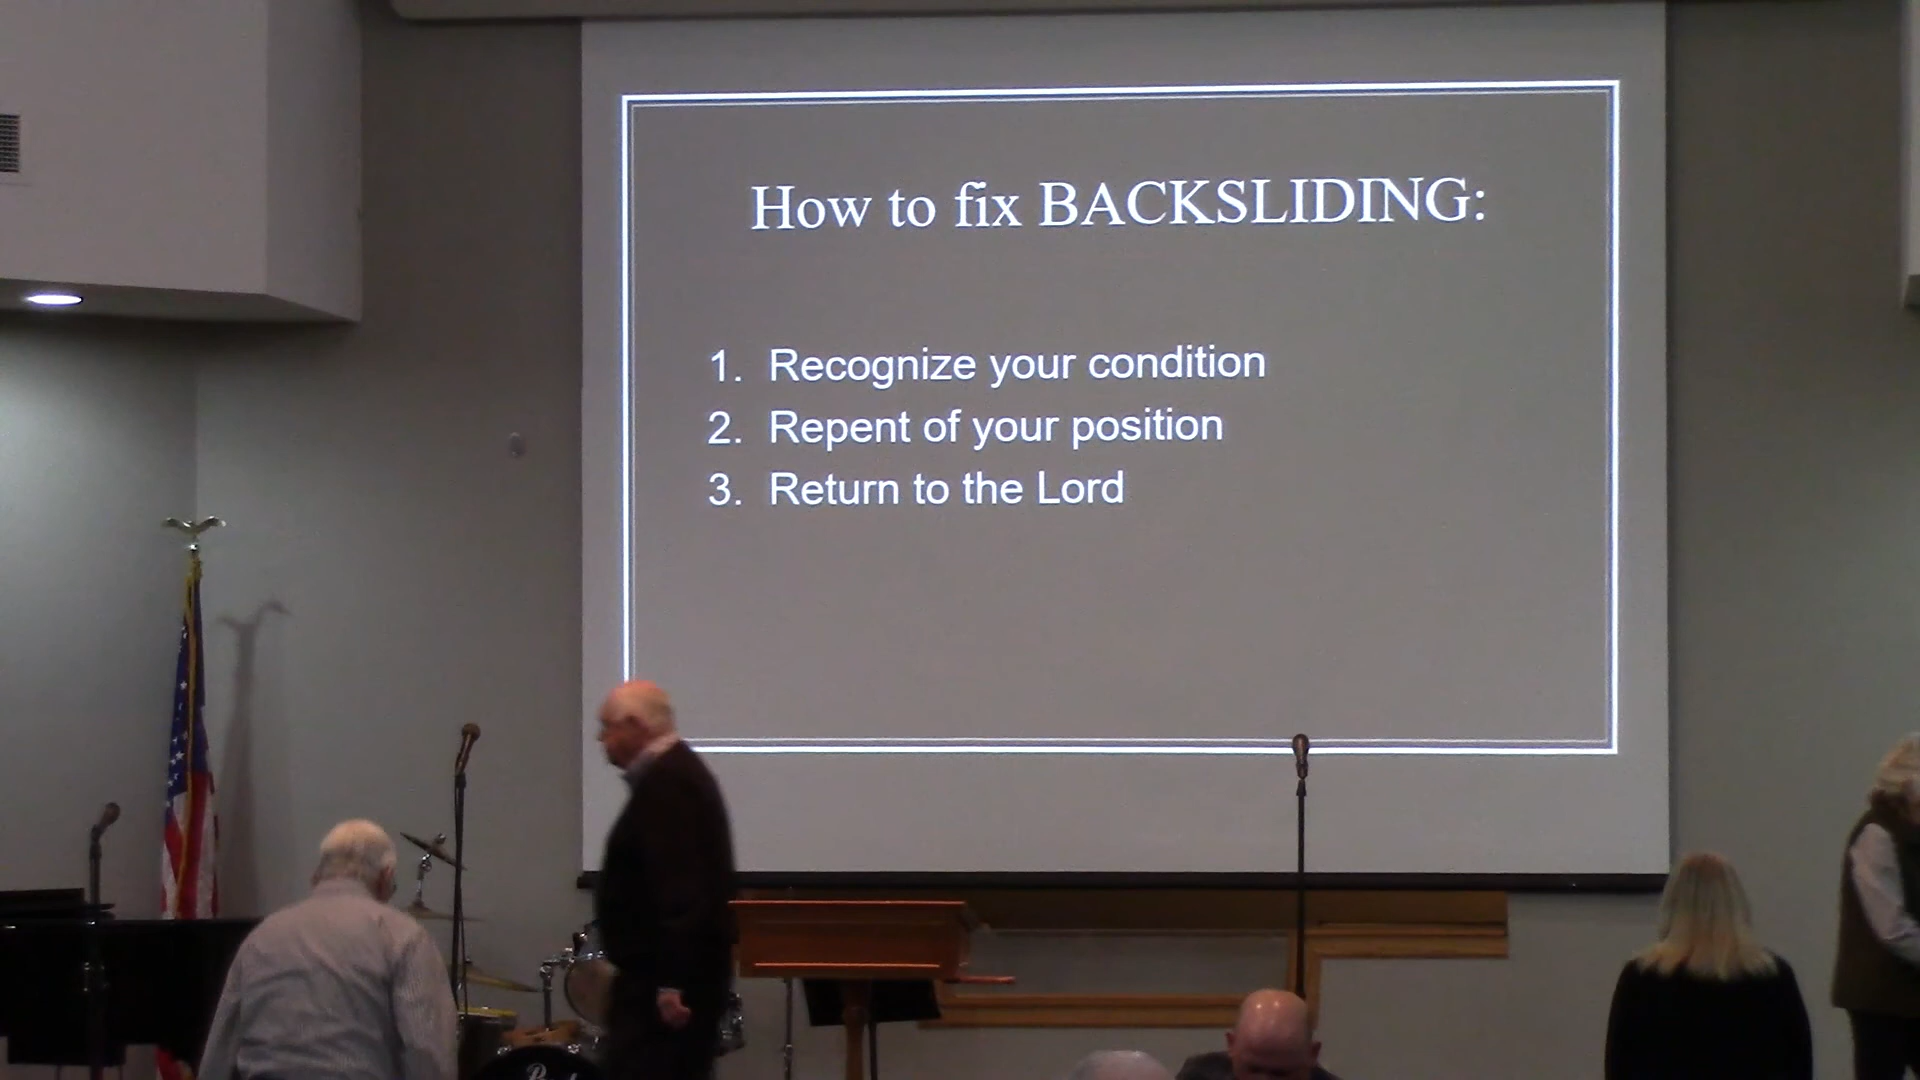 How to fix BACKSLIDING:
1. Recognize your condition
2. Repent of your position
3. Return to the Lord